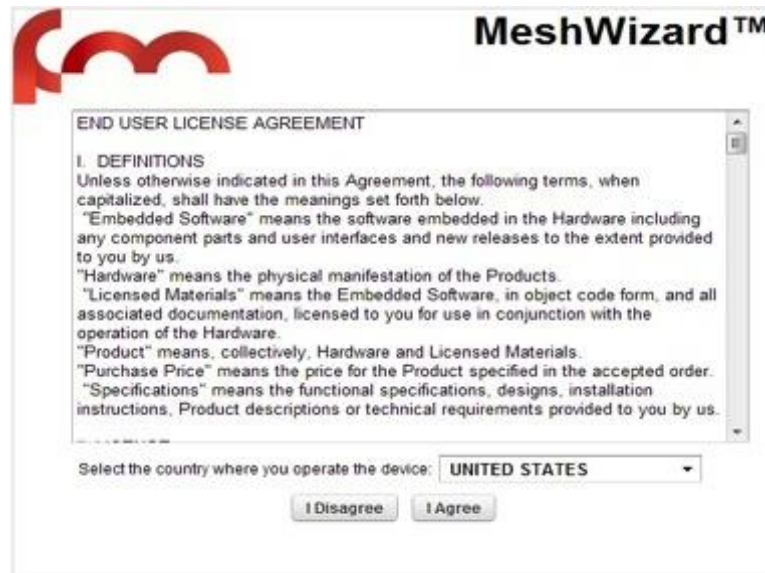 MeshWizard™
END USER LICENSE AGREEMENT
I. DEFINITIONS
Unless otherwise indicated in this Agreement, the following terms, when
capitalized, shall have the meanings set forth below.
"Embedded Software" means the software embedded in the Hardware including
any component parts and user interfaces and new releases to the extent provided
to you by us.
"Hardware" means the physical manifestation of the Products.
"Licensed Materials" means the Embedded Software, in object code form, and all
associated documentation, licensed to you for use in conjunction with the
operation of the Hardware.
"Product" means, collectively, Hardware and Licensed Materials.
"Purchase Price" means the price for the Product specified in the accepted order.
"Specifications" means the functional specifications, designs, installation
instructions, Product descriptions or technical requirements provided to you by us.
Select the country where you operate the device: UNITED STATES
I Disagree I Agree